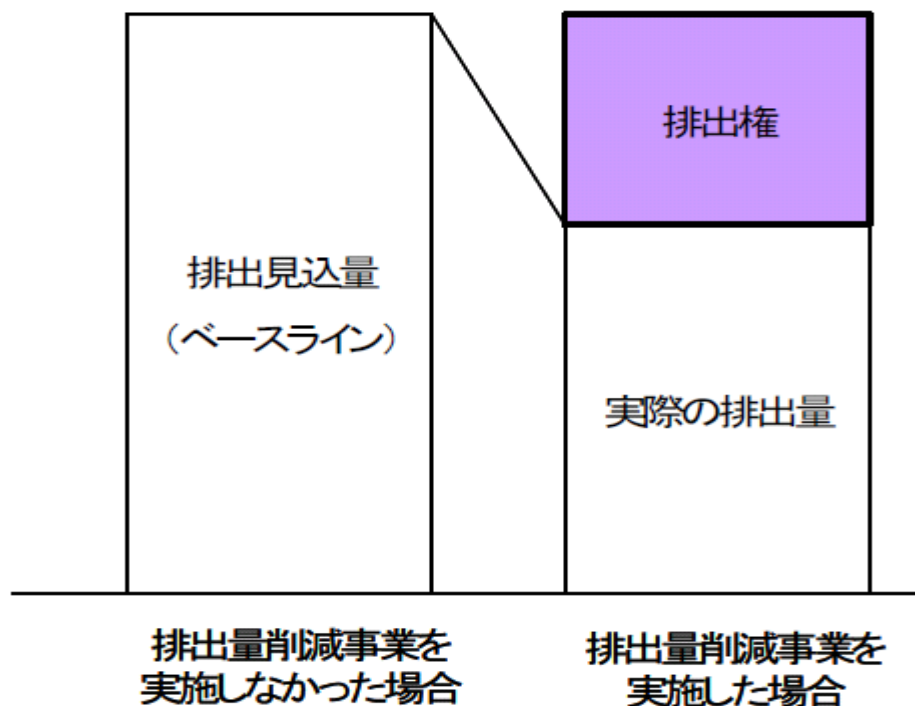 排出権
排出見込量
（ベースライン）
実際の排出量
排出量削減事業を
実施しなかった場合
排出量削減事業を
実施した場合